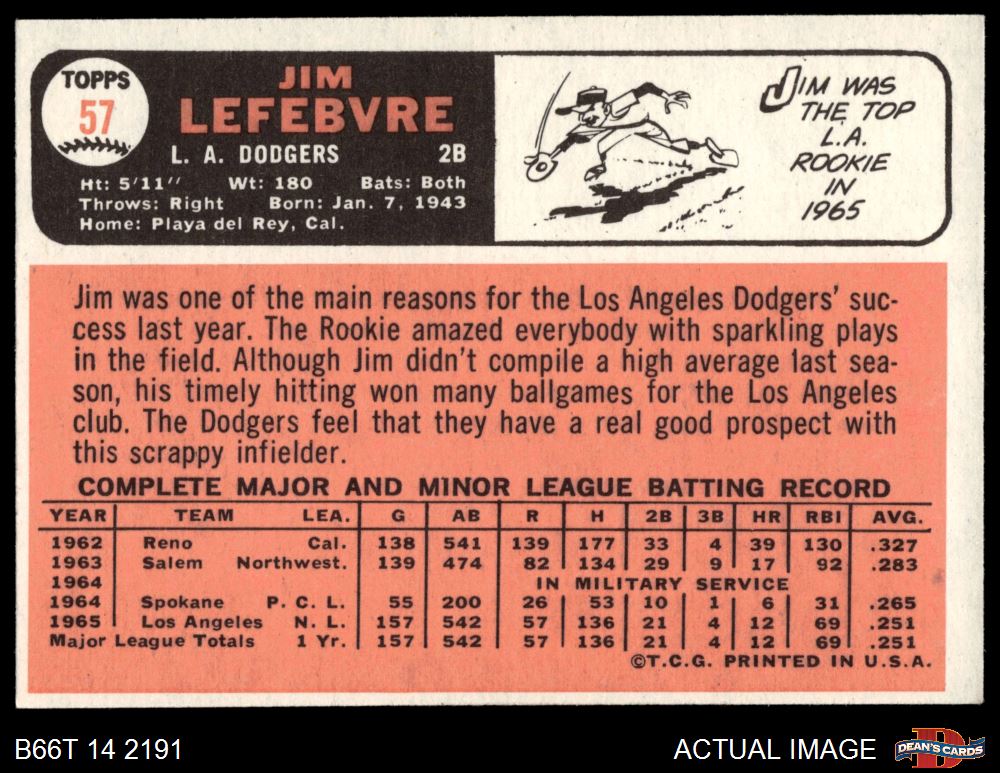 TOPPS
57
JIM
LEFEBVRE
L. A. DODGERS 2B
Ht: 5'11" Wt: 180 Bats: Both
Throws: Right Born: Jan. 7, 1943
Home: Playa del Rey, Cal.
JIM WAS
THE TOP
L.A.
ROOKIE
IN
1965
Jim was one of the main reasons for the Los Angeles Dodgers' suc-
cess last year. The Rookie amazed everybody with sparkling plays
in the field. Although Jim didn't compile a high average last sea-
son, his timely hitting won many ballgames for the Los Angeles
club. The Dodgers feel that they have a real good prospect with
this scrappy infielder.
COMPLETE MAJOR AND MINOR LEAGUE BATTING RECORD
YEAR TEAM LEA. G AB R H 2B 3B HR RBI AVG.
1962 Reno Cal. 138 541 139 177 33 4 39 130 .327
1963 Salem Northwest. 139 474 82 134 29 9 17 92 .283
1964 IN MILITARY SERVICE
1964 Spokane P. C. L. 55 200 26 53 10 1 6 31 .265
1965 Los Angeles N. L. 157 542 57 136 21 4 12 69 .251
Major League Totals 1 Yr. 157 542 57 136 21 4 12 69 .251
©T.C.G. PRINTED IN U.S.A.
B66T 14 2191 ACTUAL IMAGE DEAN'S CARDS